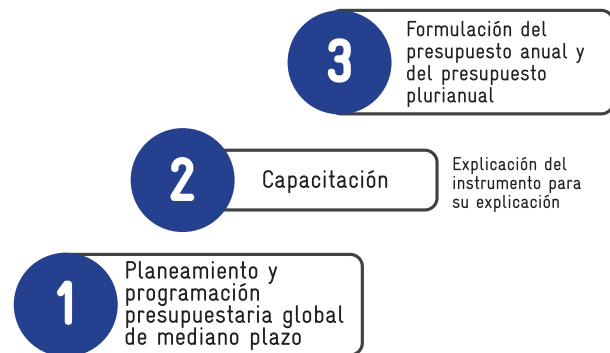 3
Formulación del
presupuesto anual y
del presupuesto
plurianual
2
Capacitación
Explicación del
instrumento para
su explicación
1
Planeamiento y
programación
presupuestaria global
de mediano plazo